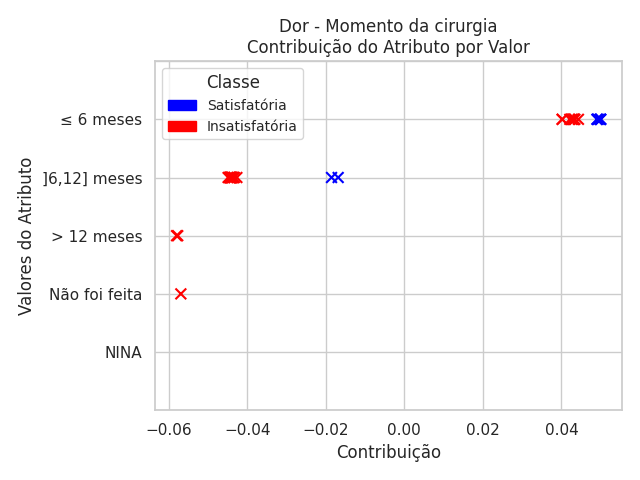 Dor - Momento da cirurgia
Contribuição do Atributo por Valor
Classe
Satisfatória
Insatisfatória
Valores do Atributo
≤ 6 meses
]6,12] meses
> 12 meses
Não foi feita
NINA
−0.06 −0.04 −0.02 0.00 0.02 0.04
Contribuição